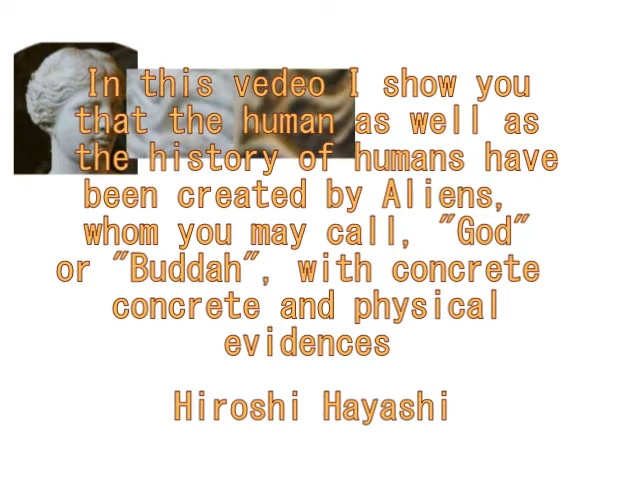 In this vedeo I show you
that the human as well as
the history of humans have
been created by Aliens,
whom you may call, "God"
or "Buddah", with concrete
concrete and physical
evidences
Hiroshi Hayashi